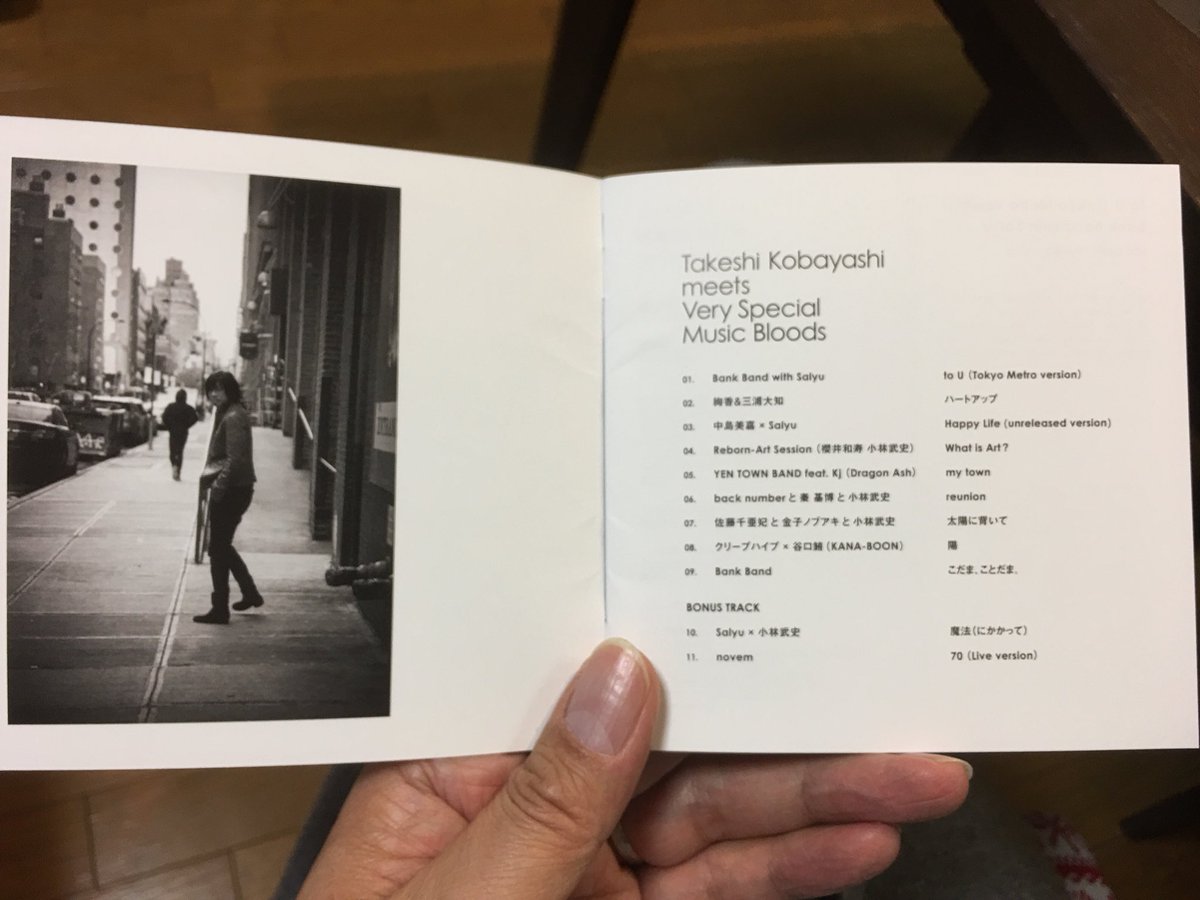 Takeshi Kobayashi
meets
Very Special
Music Bloods
01. Bank Band with Salyu to U (Tokyo Metro version)
02. 絢香&三浦大知 ハートアップ
03. 中島美嘉 × Salyu Happy Life (unreleased version)
04. Reborn-Art Session (櫻井和寿 小林武史) What is Art?
05. YEN TOWN BAND feat. Kj (Dragon Ash) my town
06. back numberと秦 基博と小林武史 reunion
07. 佐藤千亜妃と金子ノブアキと小林武史 太陽に背いて
08. クリープハイプ × 谷口鮪(KANA-BOON) 陽
09. Bank Band こだま、ことだま。
BONUS TRACK
10. Salyu × 小林武史 魔法(にかかって)
11. novem 70 (Live version)